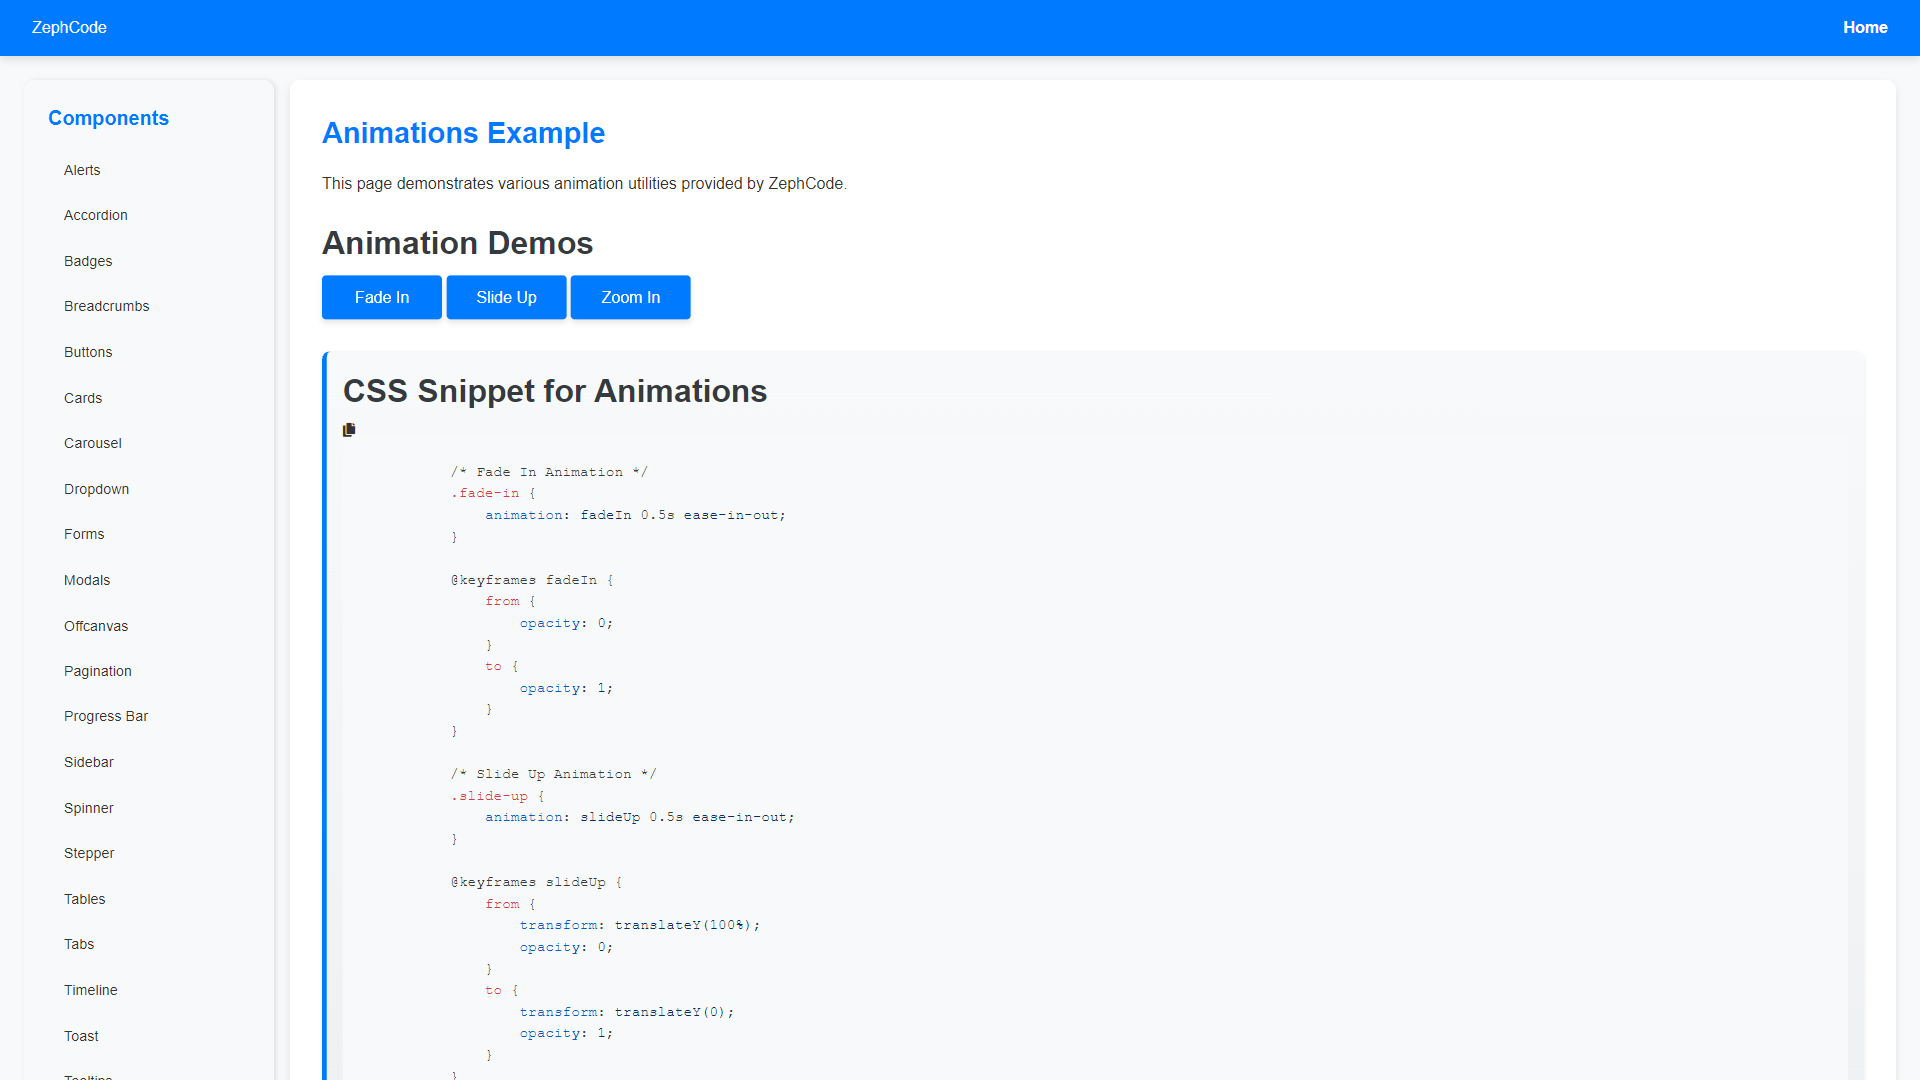 ZephCode
Home
Components
Alerts
Accordion
Badges
Breadcrumbs
Buttons
Cards
Carousel
Dropdown
Forms
Modals
Offcanvas
Pagination
Progress Bar
Sidebar
Spinner
Stepper
Tables
Tabs
Timeline
Toast
Tooltips
Animations Example
This page demonstrates various animation utilities provided by ZephCode.
Animation Demos
Fade In
Slide Up
Zoom In
CSS Snippet for Animations
/* Fade In Animation */
.fade-in {
    animation: fadeIn 0.5s ease-in-out;
}
@keyframes fadeIn {
    from {
        opacity: 0;
    }
    to {
        opacity: 1;
    }
}
/* Slide Up Animation */
.slide-up {
    animation: slideUp 0.5s ease-in-out;
}
@keyframes slideUp {
    from {
        transform: translateY(100%);
        opacity: 0;
    }
    to {
        transform: translateY(0);
        opacity: 1;
    }
}